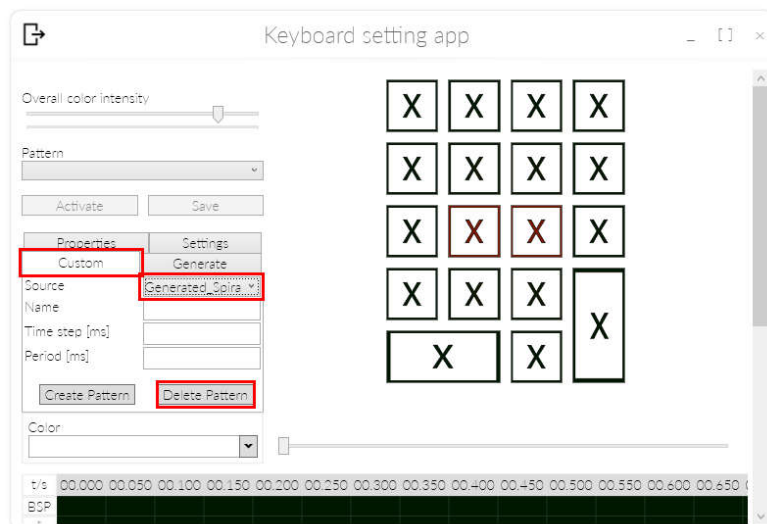 Keyboard setting app
Overall color intensity
Pattern
Activate Save
Properties Settings
Custom Generate
Source Generated_Spira
Name
Time step [ms]
Period [ms]
Create Pattern Delete Pattern
Color
X X X X
X X X X
X X X X
X X X X
X X
t/s 00.000 00.050 00.100 00.150 00.200 00.250 00.300 00.350 00.400 00.450 00.500 00.550 00.600 00.650
BSP